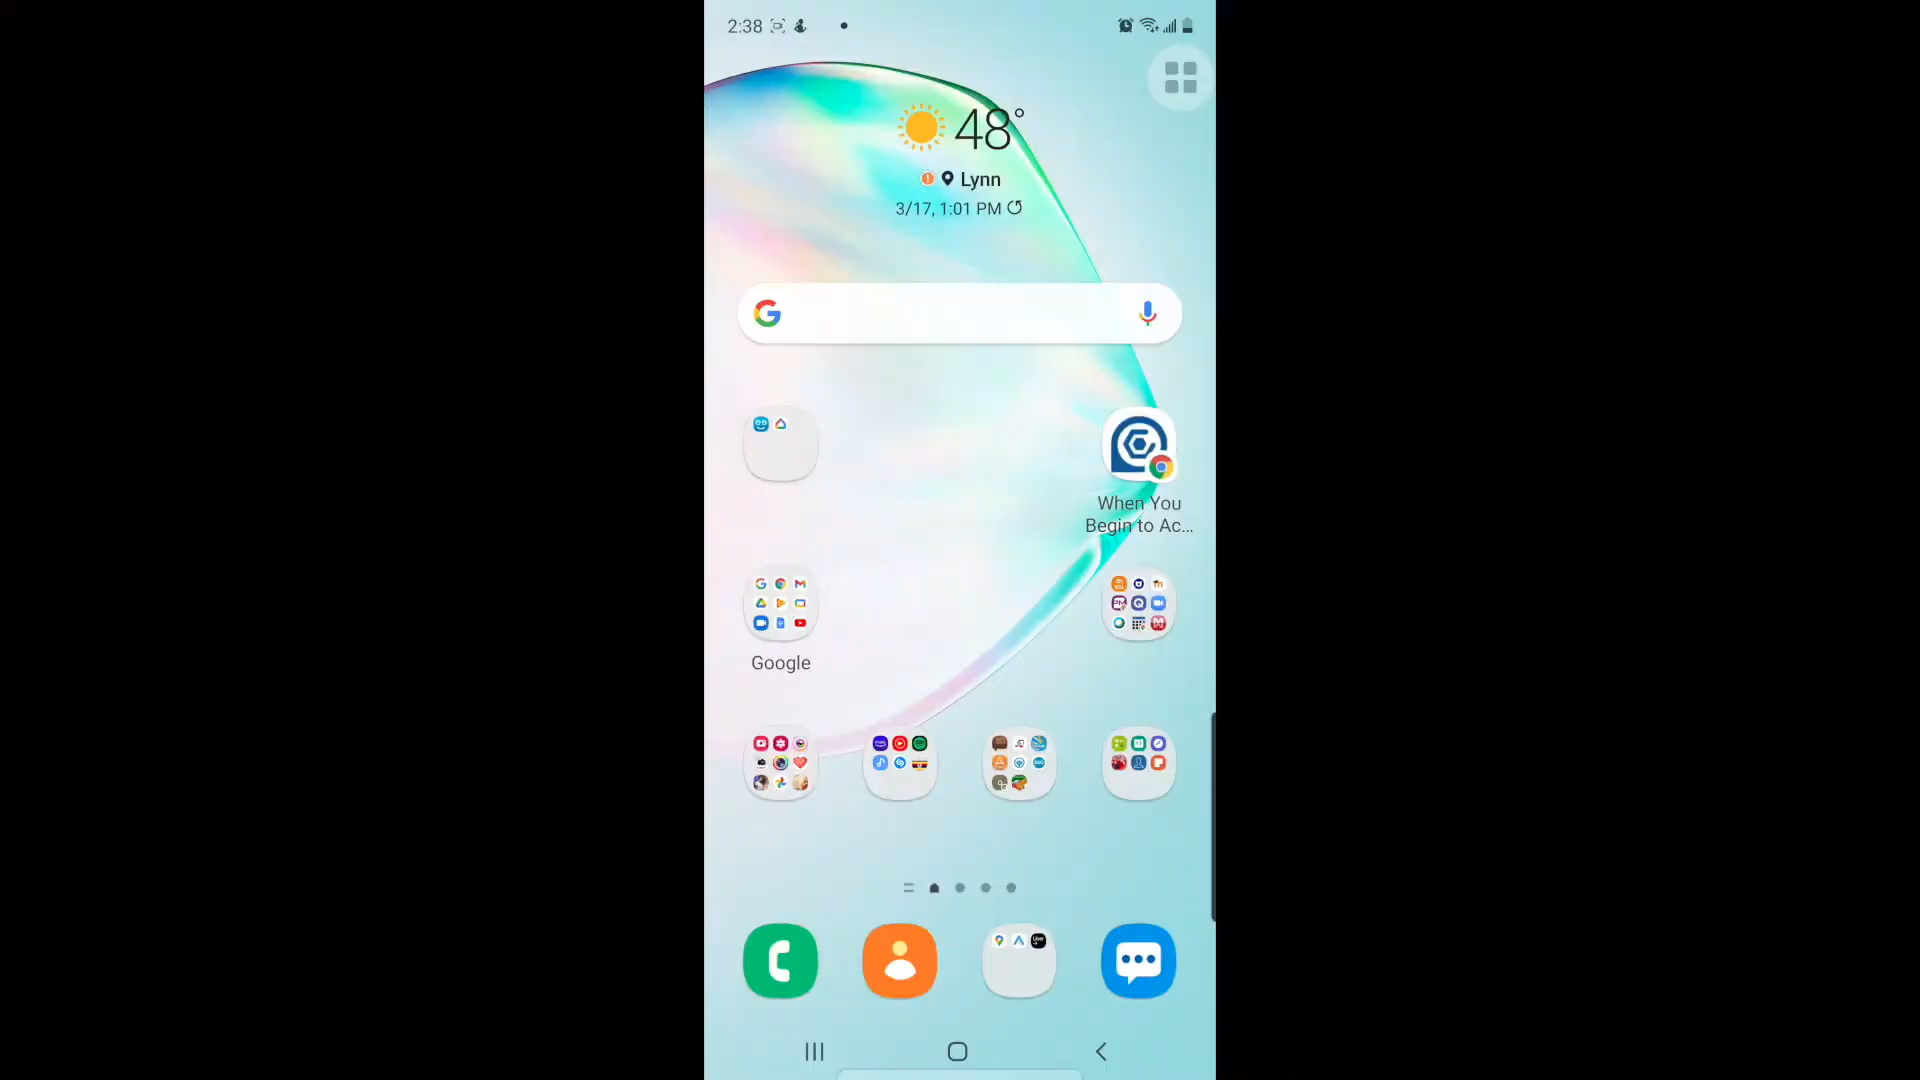 2:38
48°
Lynn
3/17, 1:01 PM
When You
Begin to Ac...
Google